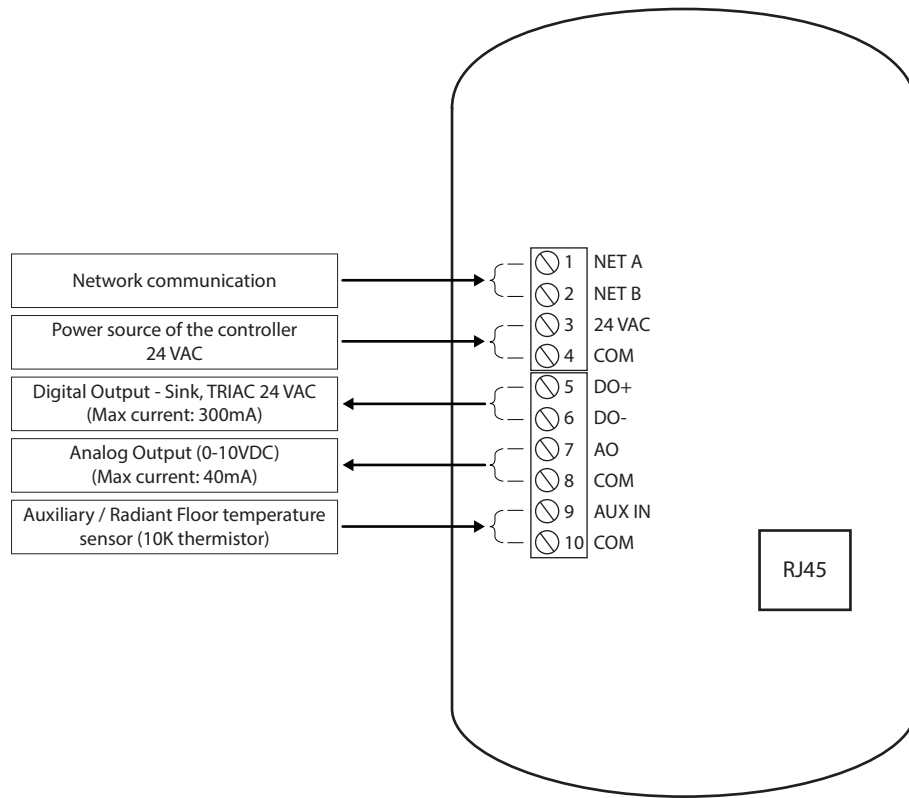 Network communication
Power source of the controller
24 VAC
Digital Output - Sink, TRIAC 24 VAC
(Max current: 300mA)
Analog Output (0-10VDC)
(Max current: 40mA)
Auxiliary / Radiant Floor temperature
sensor (10K thermistor)
1 NET A
2 NET B
3 24 VAC
4 COM
5 DO+
6 DO-
7 AO
8 COM
9 AUX IN
10 COM
RJ45